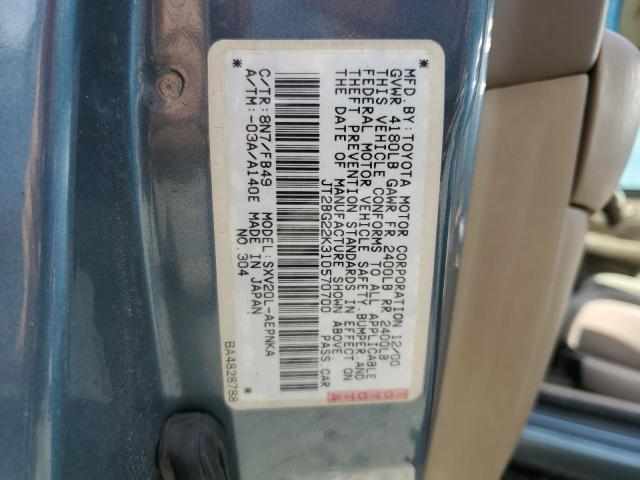 MFD. BY: TOYOTA MOTOR CORPORATION 12/00
GVWR 4180LB GAWR FR 2400LB RR 2400LB
THIS VEHICLE CONFORMS TO ALL APPLICABLE
FEDERAL MOTOR VEHICLE SAFETY, BUMPER AND
THEFT PREVENTION STANDARDS IN EFFECT ON
THE DATE OF MANUFACTURE SHOWN ABOVE.
JT2BG22K310570700 PASS CAR
TOYOTA
* *
C/TR: 8N7/FB49 MODEL: SXV20L-AEPNKA
A/TM: -03A/A140E MADE IN JAPAN
NO.304
BA4828788